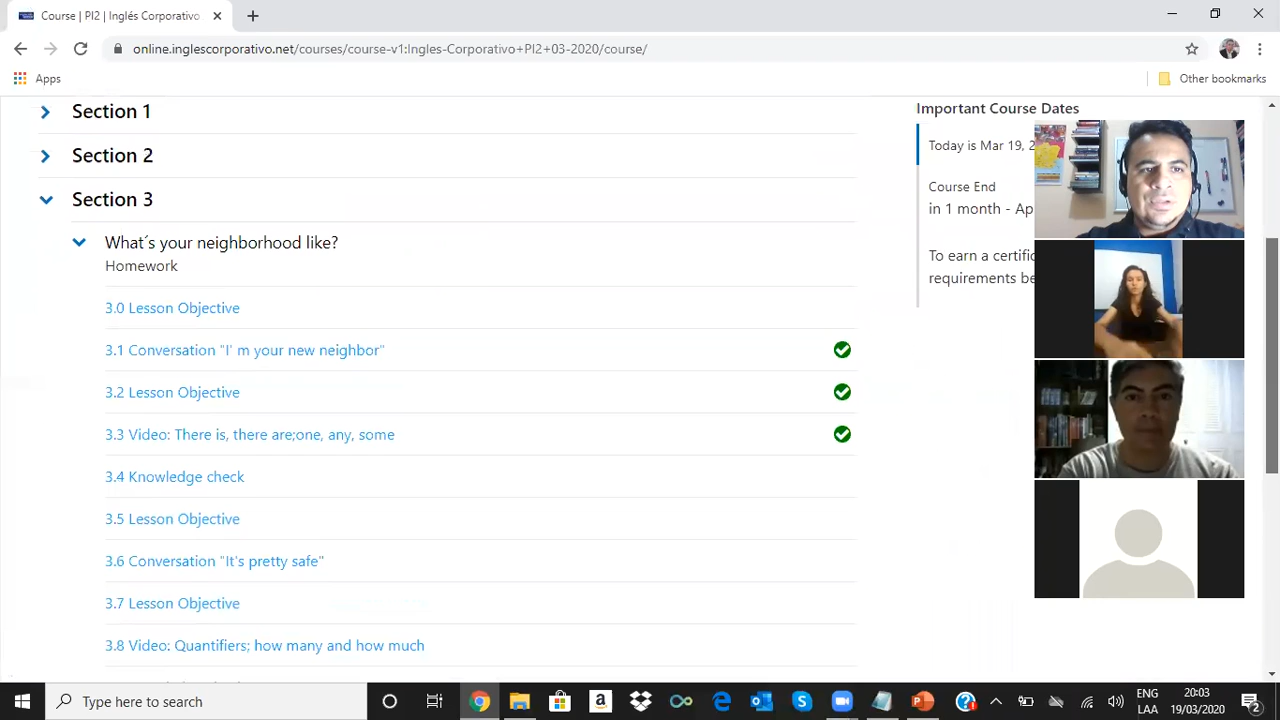 Course | PI2 | Inglés Corporativo
online.inglescorporativo.net/courses/course-v1:Ingles-Corporativo+PI2+03-2020/course/
Apps
Other bookmarks
Section 1
Section 2
Section 3
What´s your neighborhood like?
Homework
3.0 Lesson Objective
3.1 Conversation "I' m your new neighbor"
3.2 Lesson Objective
3.3 Video: There is, there are;one, any, some
3.4 Knowledge check
3.5 Lesson Objective
3.6 Conversation "It's pretty safe"
3.7 Lesson Objective
3.8 Video: Quantifiers; how many and how much
Important Course Dates
Today is Mar 19, 2
Course End
in 1 month - Ap
To earn a certific
requirements be
Type here to search
ENG
LAA
20:03
19/03/2020
2